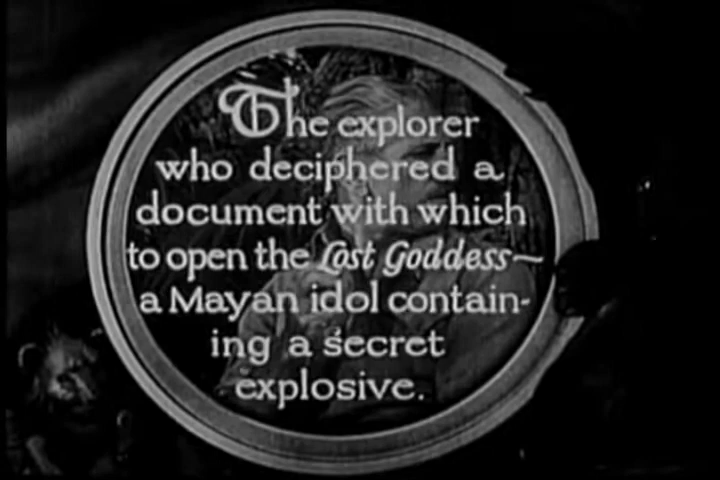 The explorer
who deciphered a
document with which
to open the Lost Goddess—
a Mayan idol contain-
ing a secret
explosive.